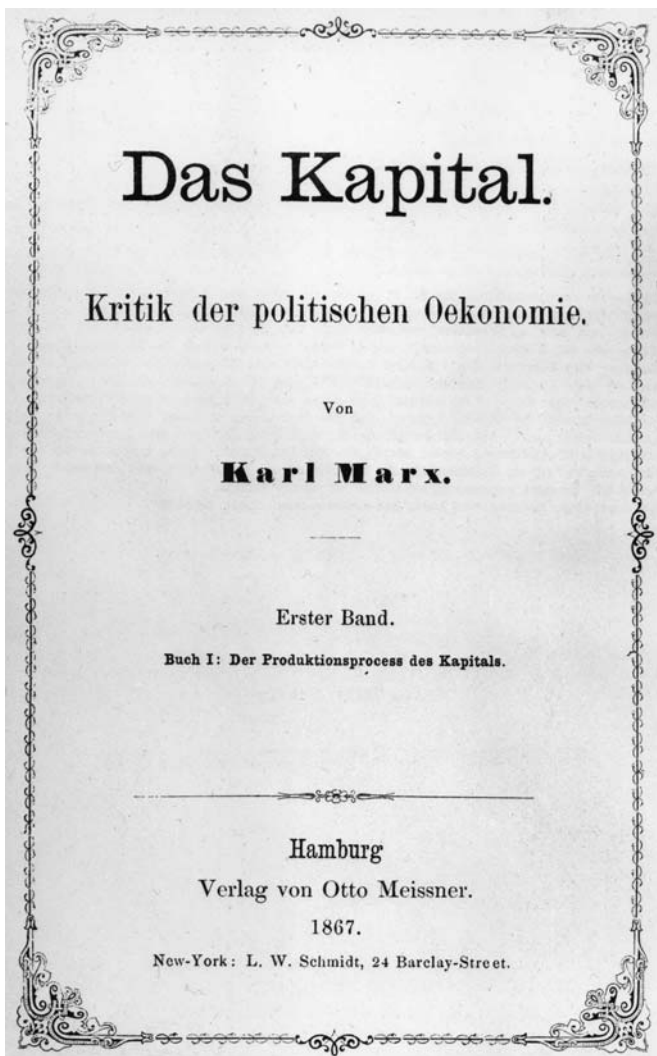 Das Kapital.
Kritik der politischen Oekonomie.
Von
Karl Marx.
Erster Band.
Buch I: Der Produktionsprocess des Kapitals.
Hamburg
Verlag von Otto Meissner.
1867.
New-York: L. W. Schmidt, 24 Barclay-Street.